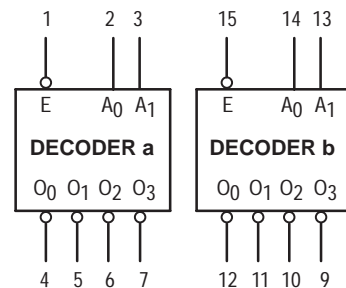 1 2 3 15 14 13
E A0 A1 E A0 A1
DECODER a DECODER b
O0 O1 O2 O3 O0 O1 O2 O3
4 5 6 7 12 11 10 9